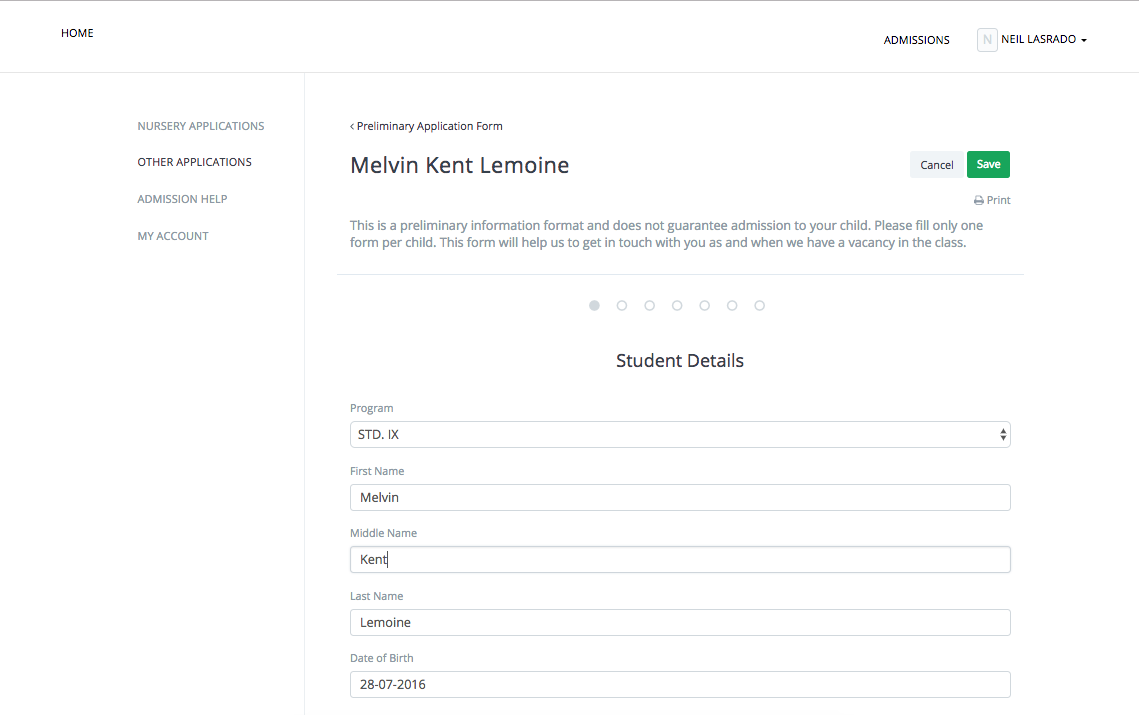 HOME
ADMISSIONS
N NEIL LASRADO
NURSERY APPLICATIONS
OTHER APPLICATIONS
ADMISSION HELP
MY ACCOUNT
‹ Preliminary Application Form
Melvin Kent Lemoine
Cancel
Save
Print
This is a preliminary information format and does not guarantee admission to your child. Please fill only one
form per child. This form will help us to get in touch with you as and when we have a vacancy in the class.
Student Details
Program
STD. IX
First Name
Melvin
Middle Name
Kent
Last Name
Lemoine
Date of Birth
28-07-2016